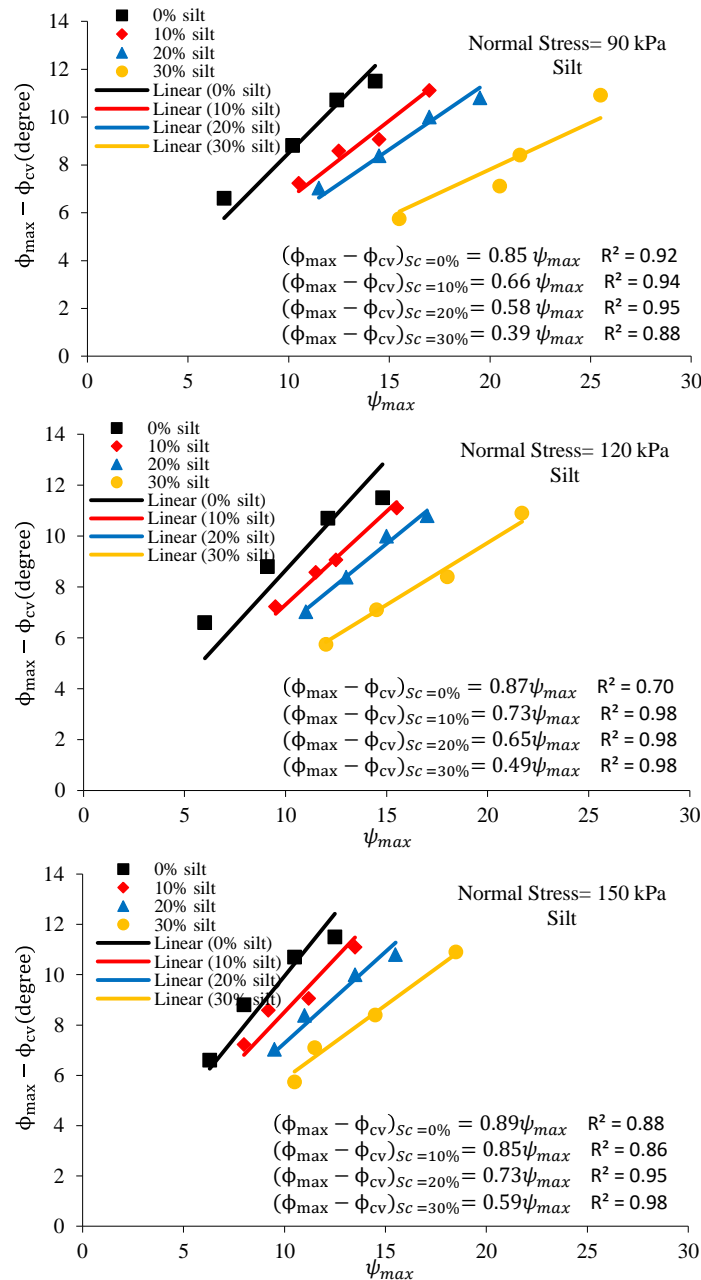 14
12
10
8
6
4
2
0
ϕmax − ϕcv(degree)
0% silt
10% silt
20% silt
30% silt
Linear (0% silt)
Linear (10% silt)
Linear (20% silt)
Linear (30% silt)
Normal Stress= 90 kPa
Silt
(ϕmax − ϕcv)Sc=0% = 0.85 ψmax R² = 0.92
(ϕmax − ϕcv)Sc=10% = 0.66 ψmax R² = 0.94
(ϕmax − ϕcv)Sc=20% = 0.58 ψmax R² = 0.95
(ϕmax − ϕcv)Sc=30% = 0.39 ψmax R² = 0.88
0 5 10 15 20 25 30
ψmax
14
12
10
8
6
4
2
0
ϕmax − ϕcv(degree)
0% silt
10% silt
20% silt
30% silt
Linear (0% silt)
Linear (10% silt)
Linear (20% silt)
Linear (30% silt)
Normal Stress= 120 kPa
Silt
(ϕmax − ϕcv)Sc=0% = 0.87ψmax R² = 0.70
(ϕmax − ϕcv)Sc=10% = 0.73ψmax R² = 0.98
(ϕmax − ϕcv)Sc=20% = 0.65ψmax R² = 0.98
(ϕmax − ϕcv)Sc=30% = 0.49ψmax R² = 0.98
0 5 10 15 20 25 30
ψmax
14
12
10
8
6
4
2
0
ϕmax − ϕcv(degree)
0% silt
10% silt
20% silt
30% silt
Linear (0% silt)
Linear (10% silt)
Linear (20% silt)
Linear (30% silt)
Normal Stress= 150 kPa
Silt
(ϕmax − ϕcv)Sc=0% = 0.89ψmax R² = 0.88
(ϕmax − ϕcv)Sc=10% = 0.85ψmax R² = 0.86
(ϕmax − ϕcv)Sc=20% = 0.73ψmax R² = 0.95
(ϕmax − ϕcv)Sc=30% = 0.59ψmax R² = 0.98
0 5 10 15 20 25 30
ψmax